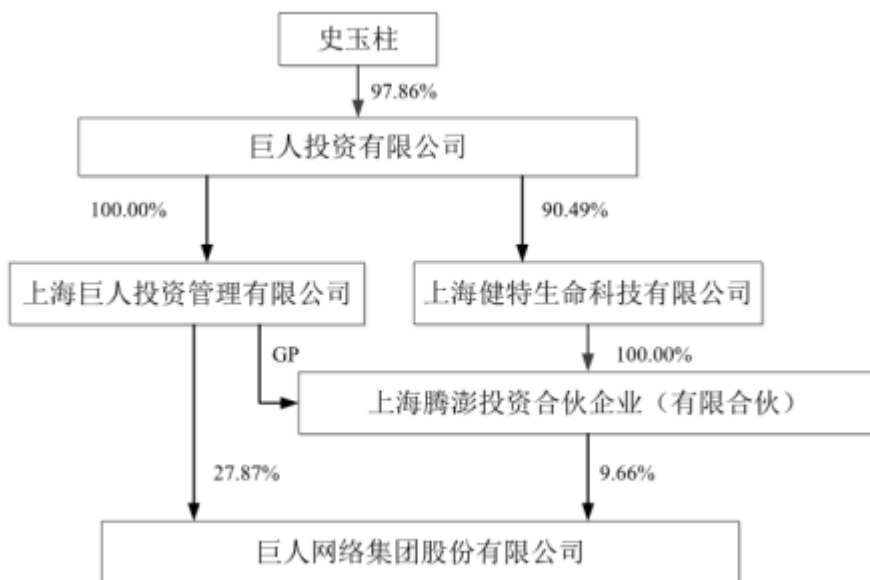 史玉柱
97.86%
巨人投资有限公司
100.00%
90.49%
上海巨人投资管理有限公司
上海健特生命科技有限公司
GP
100.00%
上海腾澎投资合伙企业（有限合伙）
27.87%
9.66%
巨人网络集团股份有限公司